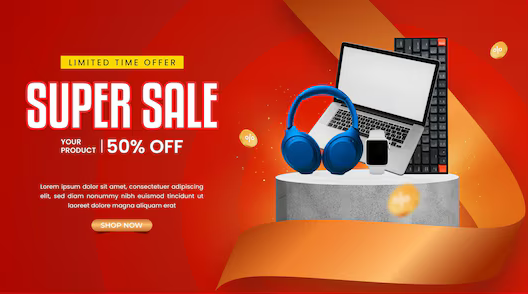 LIMITED TIME OFFER
SUPER SALE
YOUR
PRODUCT
50% OFF
Lorem ipsum dolor sit amet, consectetuer adipiscing
elit, sed diam nonummy nibh euismod tincidunt ut
laoreet dolore magna aliquam erat
SHOP NOW
%
%
%